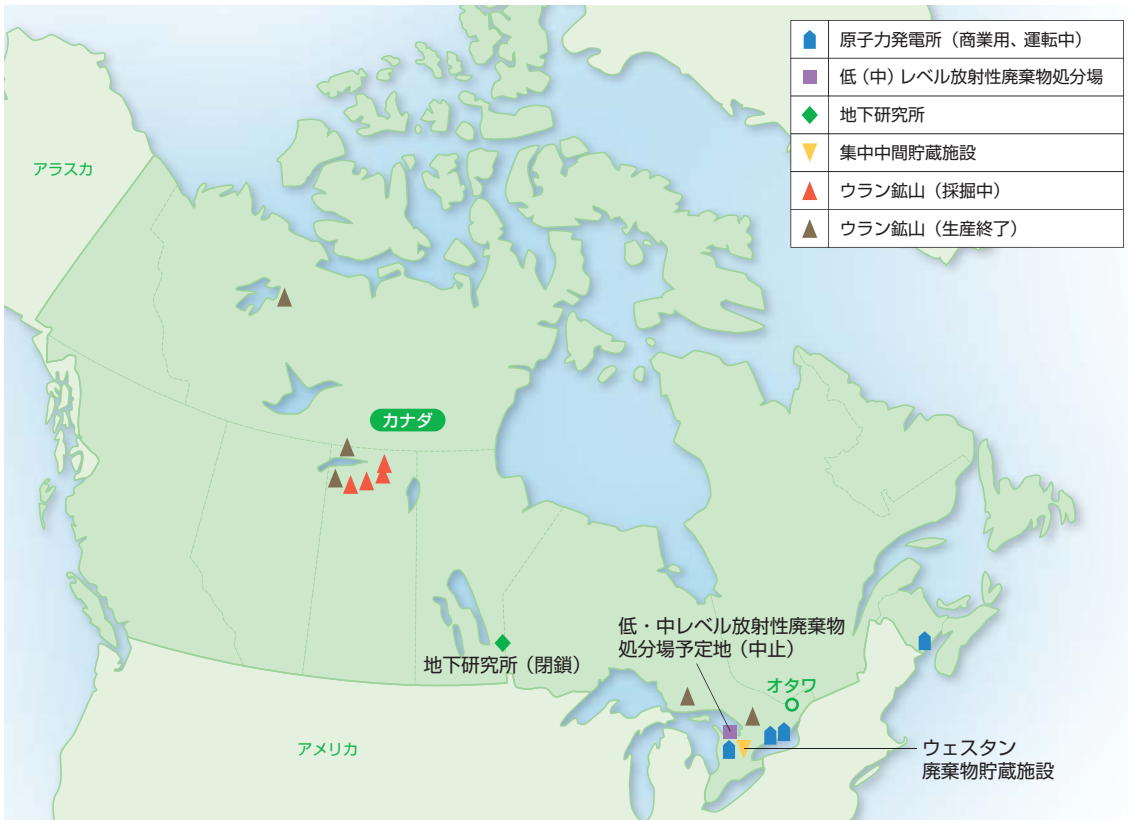 原子力発電所（商業用、運転中）
低（中）レベル放射性廃棄物処分場
地下研究所
集中中間貯蔵施設
ウラン鉱山（採掘中）
ウラン鉱山（生産終了）
アラスカ
カナダ
低・中レベル放射性廃棄物
処分場予定地（中止）
地下研究所（閉鎖）
オタワ
アメリカ
ウェスタン
廃棄物貯蔵施設